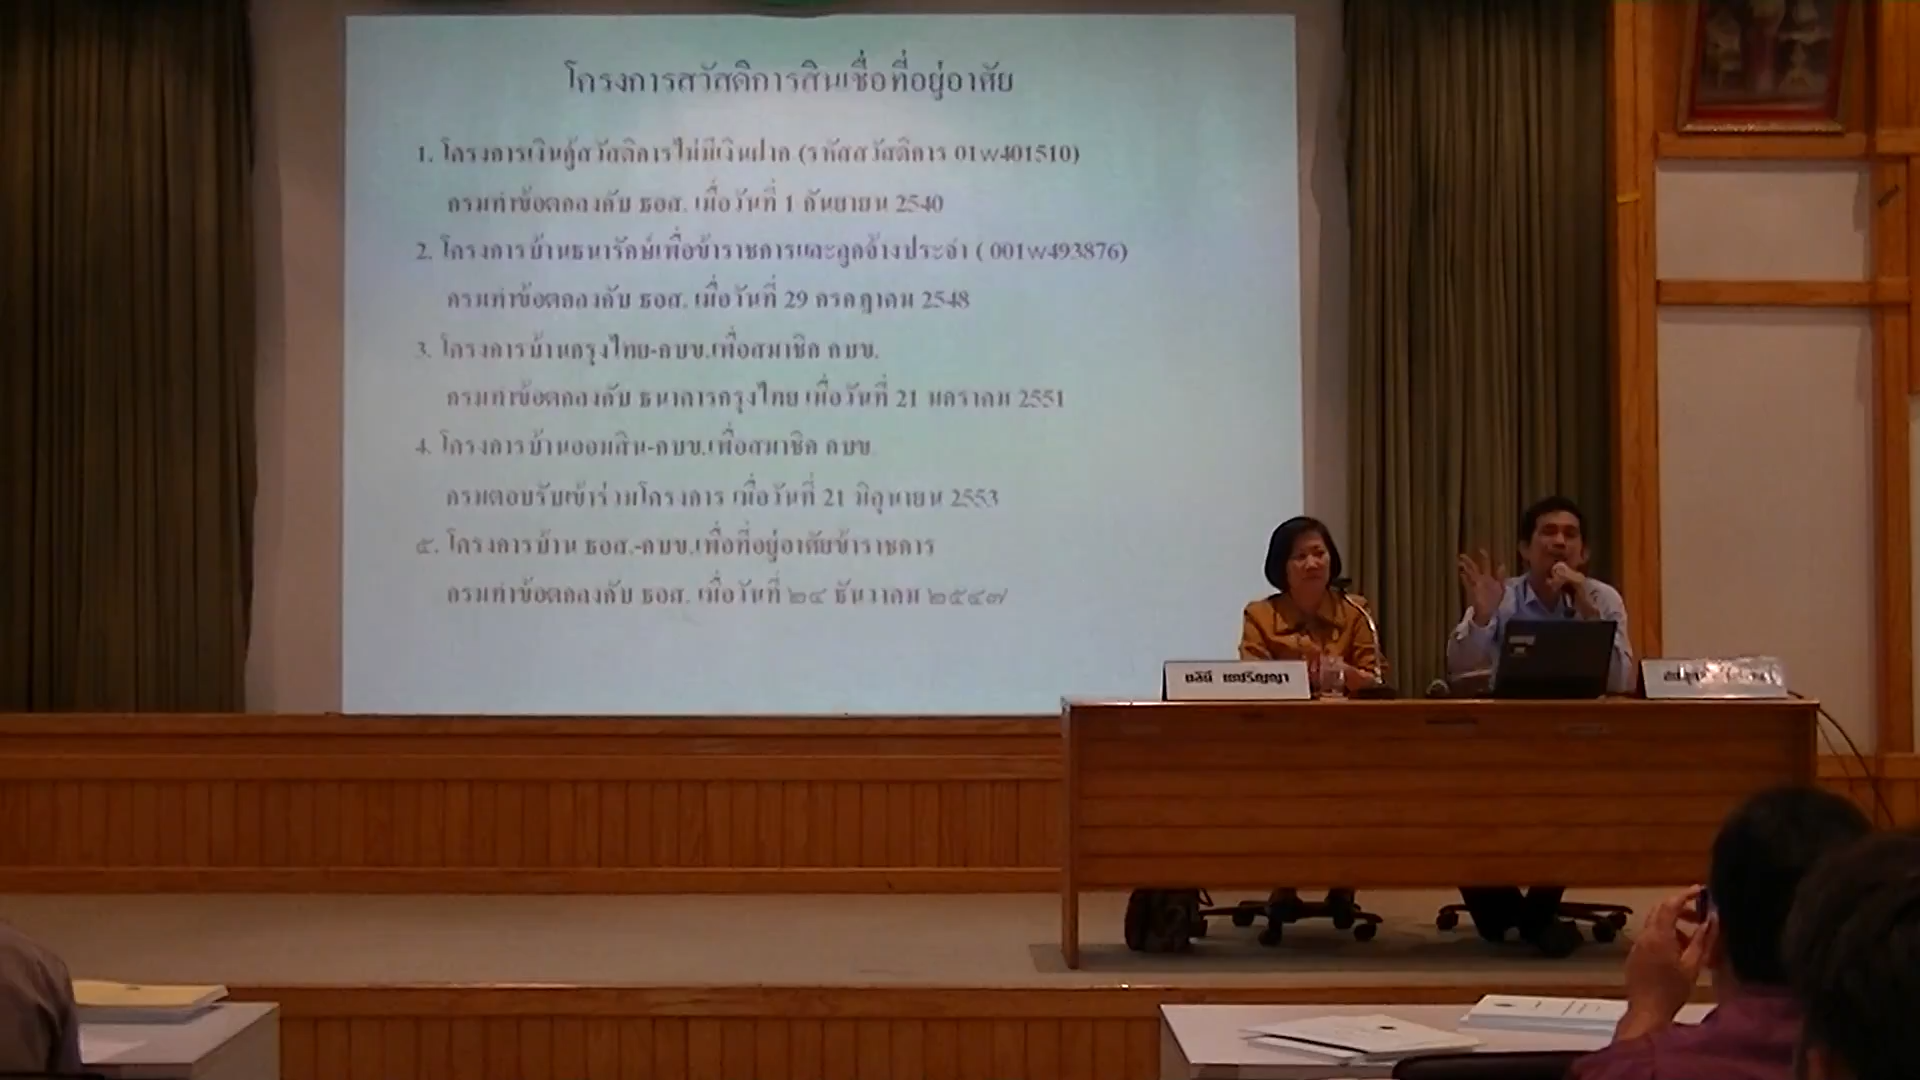 โครงการสวัสดิการสินเชื่อที่อยู่อาศัย
1. โครงการเงินกู้สวัสดิการไม่มีเงินฝาก (รหัสสวัสดิการ 01w401510)
กรมทำข้อตกลงกับ ธอส. เมื่อวันที่ 1 กันยายน 2540
2. โครงการบ้านธนารักษ์เพื่อข้าราชการและลูกจ้างประจำ ( 001w493876)
กรมทำข้อตกลงกับ ธอส. เมื่อวันที่ 29 กรกฎาคม 2548
3. โครงการบ้านกรุงไทย-กบข.เพื่อสมาชิก กบข.
กรมทำข้อตกลงกับ ธนาคารกรุงไทย เมื่อวันที่ 21 มกราคม 2551
4. โครงการบ้านออมสิน-กบข.เพื่อสมาชิก กบข
กรมตอบรับเข้าร่วมโครงการ เมื่อวันที่ 21 มิถุนายน 2553
๕. โครงการบ้าน ธอส.-กบข.เพื่อที่อยู่อาศัยข้าราชการ
กรมทำข้อตกลงกับ ธอส. เมื่อวันที่ ๒๔ ธันวาคม ๒๕๔๗